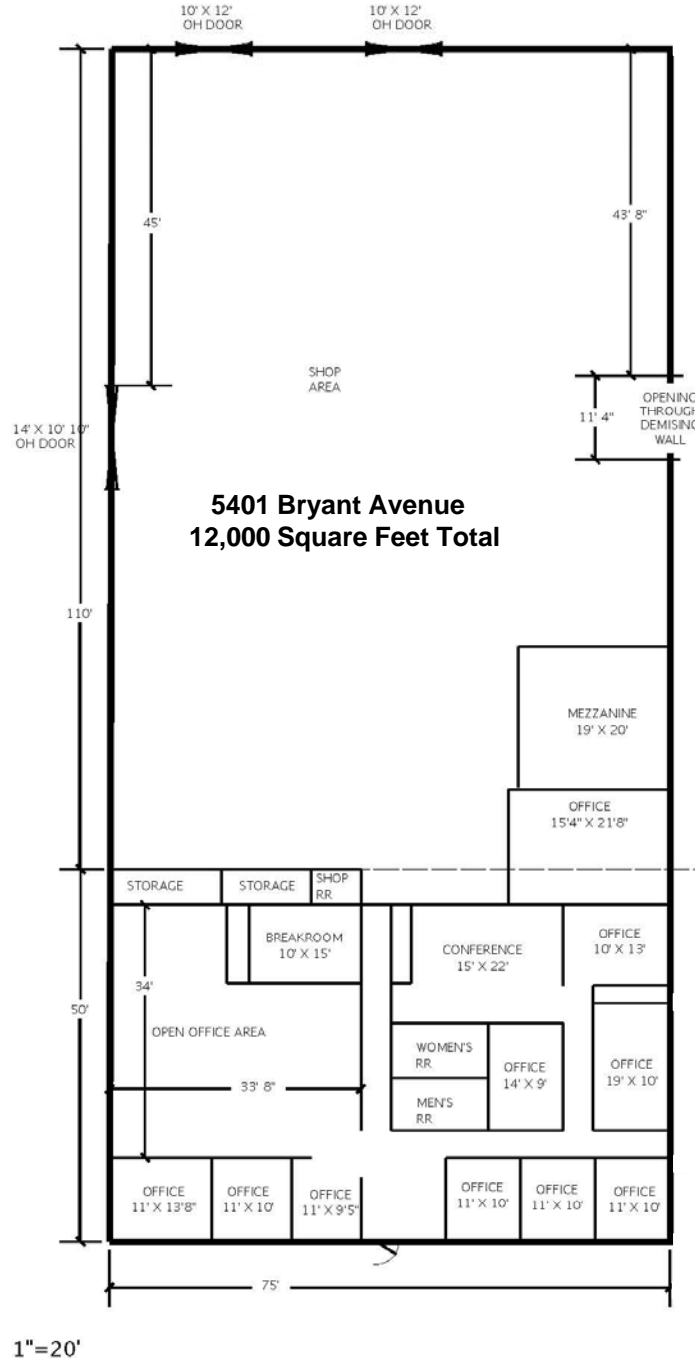 10' X 12'
OH DOOR
10' X 12'
OH DOOR
45'
43' 8"
SHOP
AREA
14' X 10' 10"
OH DOOR
11' 4"
OPENING
THROUGH
DEMISING
WALL
5401 Bryant Avenue
12,000 Square Feet Total
110'
MEZZANINE
19' X 20'
OFFICE
15'4" X 21'8"
STORAGE
STORAGE
SHOP
RR
BREAKROOM
10' X 15'
CONFERENCE
15' X 22'
OFFICE
10' X 13'
34'
50'
OPEN OFFICE AREA
WOMEN'S
RR
OFFICE
14' X 9'
OFFICE
19' X 10'
33' 8"
MEN'S
RR
OFFICE
11' X 13'8"
OFFICE
11' X 10'
OFFICE
11' X 9'5"
OFFICE
11' X 10'
OFFICE
11' X 10'
OFFICE
11' X 10'
75'
1"=20'